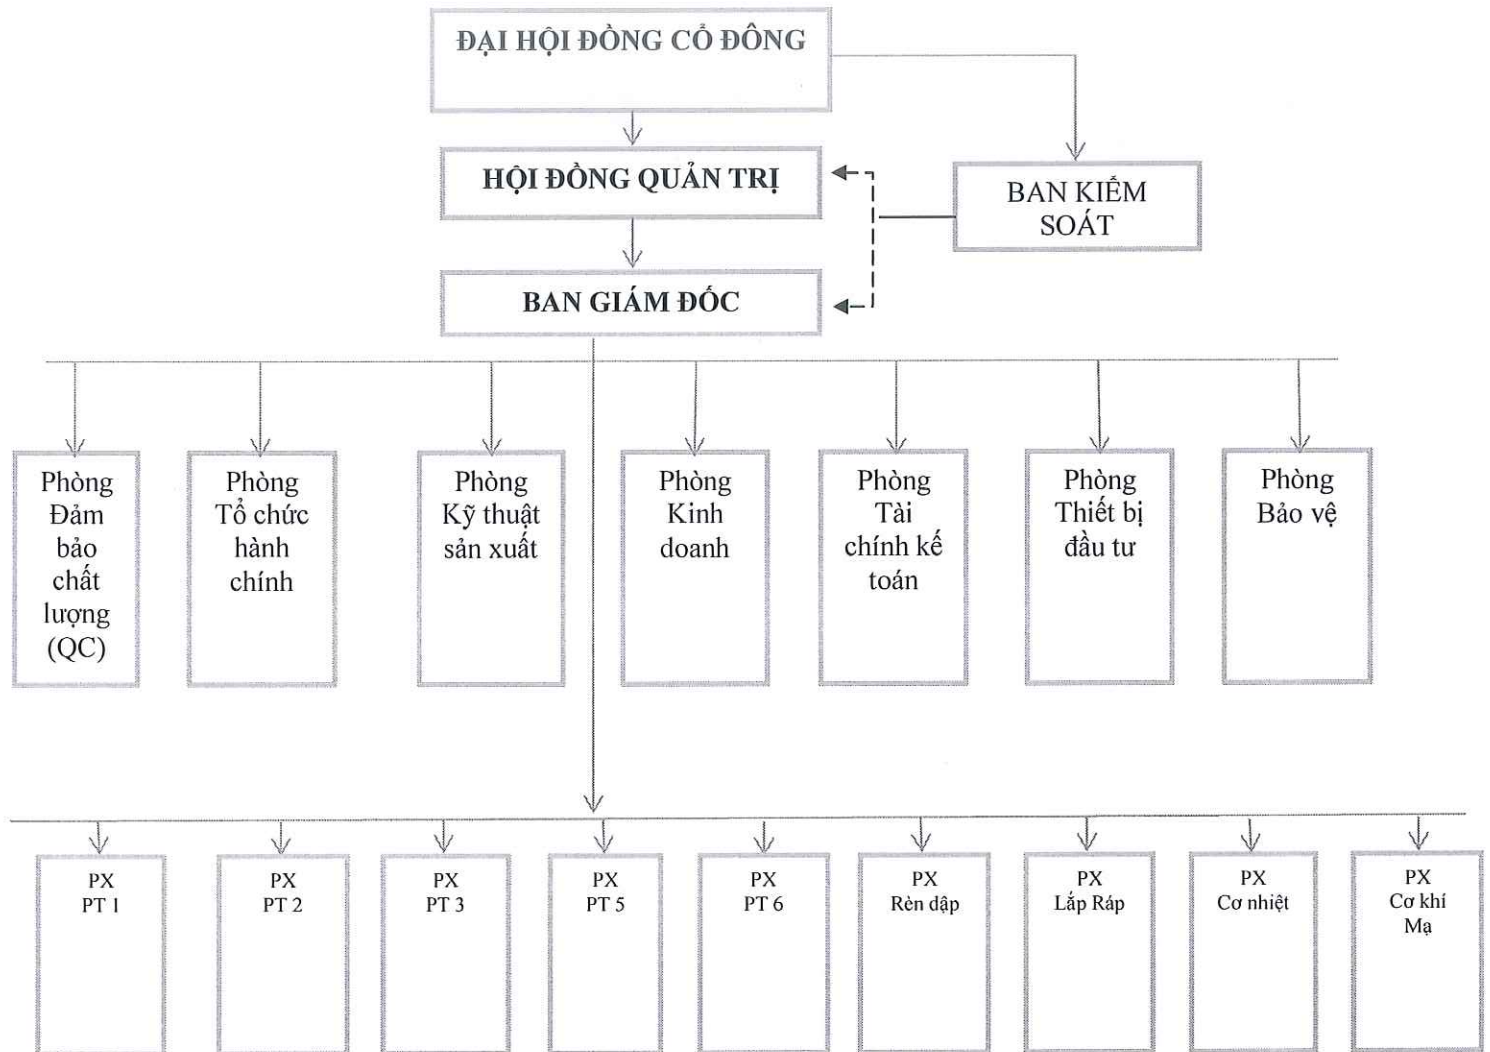 ĐẠI HỘI ĐỒNG CỔ ĐÔNG
HỘI ĐỒNG QUẢN TRỊ
BAN KIỂM
SOÁT
BAN GIÁM ĐỐC
Phòng
Đảm
bảo
chất
lượng
(QC)
Phòng
Tổ chức
hành
chính
Phòng
Kỹ thuật
sản xuất
Phòng
Kinh
doanh
Phòng
Tài
chính kế
toán
Phòng
Thiết bị
đầu tư
Phòng
Bảo vệ
PX
PT 1
PX
PT 2
PX
PT 3
PX
PT 5
PX
PT 6
PX
Rèn dập
PX
Lắp Ráp
PX
Cơ nhiệt
PX
Cơ khí
Mạ